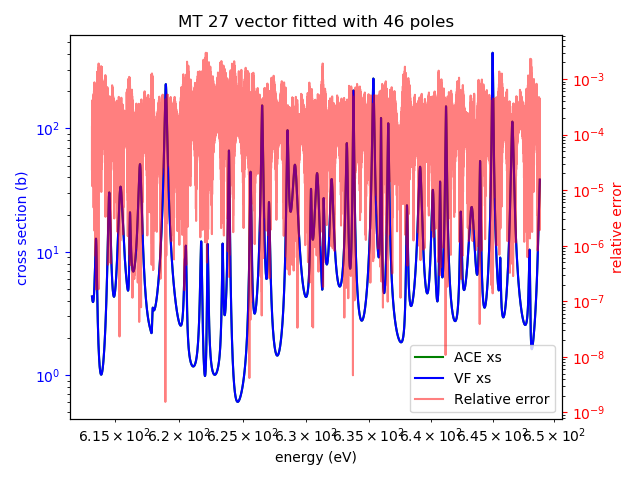 MT 27 vector fitted with 46 poles
cross section (b)
10²
10¹
10⁰
10⁻³
10⁻⁴
10⁻⁵
10⁻⁶
10⁻⁷
10⁻⁸
10⁻⁹
relative error
ACE xs
VF xs
Relative error
6.15 × 10² 6.2 × 10² 6.25 × 10² 6.3 × 10² 6.35 × 10² 6.4 × 10² 6.45 × 10² 6.5 × 10²
energy (eV)